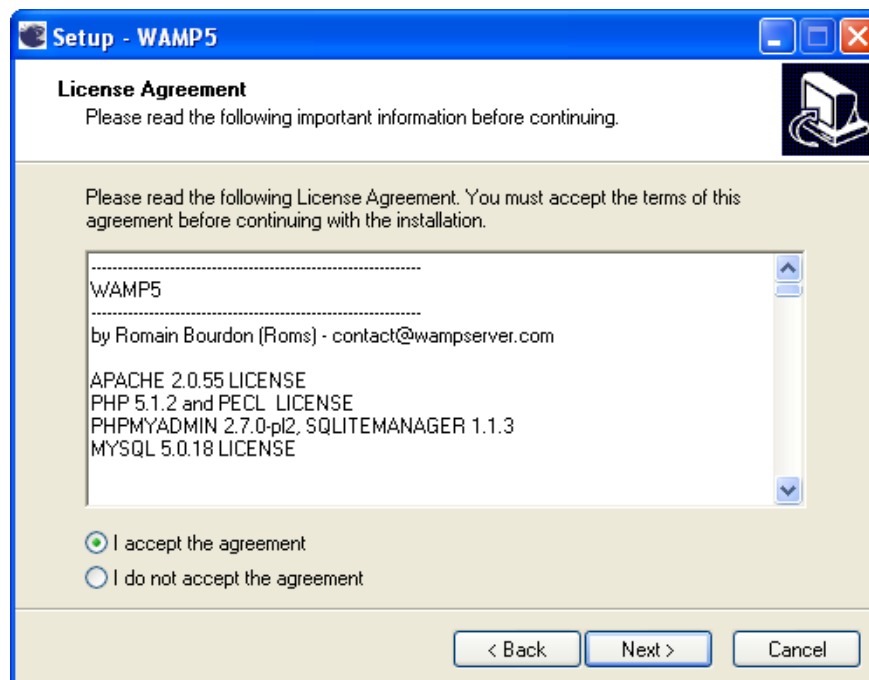 Setup - WAMP5
License Agreement
Please read the following important information before continuing.
Please read the following License Agreement. You must accept the terms of this
agreement before continuing with the installation.
------------------------------------------------------------
WAMP5
------------------------------------------------------------
by Romain Bourdon (Roms) - contact@wampserver.com
APACHE 2.0.55 LICENSE
PHP 5.1.2 and PECL  LICENSE
PHPMYADMIN 2.7.0-pl2, SQLITEMANAGER 1.1.3
MYSQL 5.0.18 LICENSE
I accept the agreement
I do not accept the agreement
< Back Next > Cancel